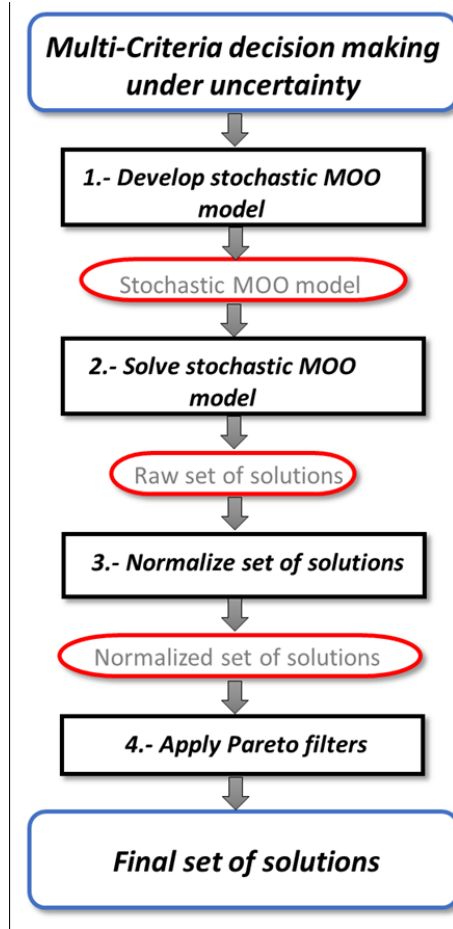 Multi-Criteria decision making
under uncertainty
1.- Develop stochastic MOO
model
Stochastic MOO model
2.- Solve stochastic MOO
model
Raw set of solutions
3.- Normalize set of solutions
Normalized set of solutions
4.- Apply Pareto filters
Final set of solutions